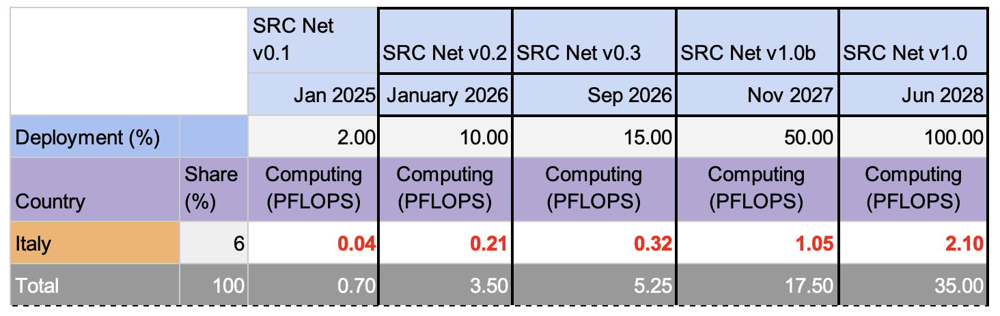 SRC Net
v0.1 SRC Net v0.2 SRC Net v0.3 SRC Net v1.0b SRC Net v1.0
Jan 2025 January 2026 Sep 2026 Nov 2027 Jun 2028
Deployment (%) 2.00 10.00 15.00 50.00 100.00
Share Computing Computing Computing Computing Computing
Country (%) (PFLOPS) (PFLOPS) (PFLOPS) (PFLOPS) (PFLOPS)
Italy 6 0.04 0.21 0.32 1.05 2.10
Total 100 0.70 3.50 5.25 17.50 35.00